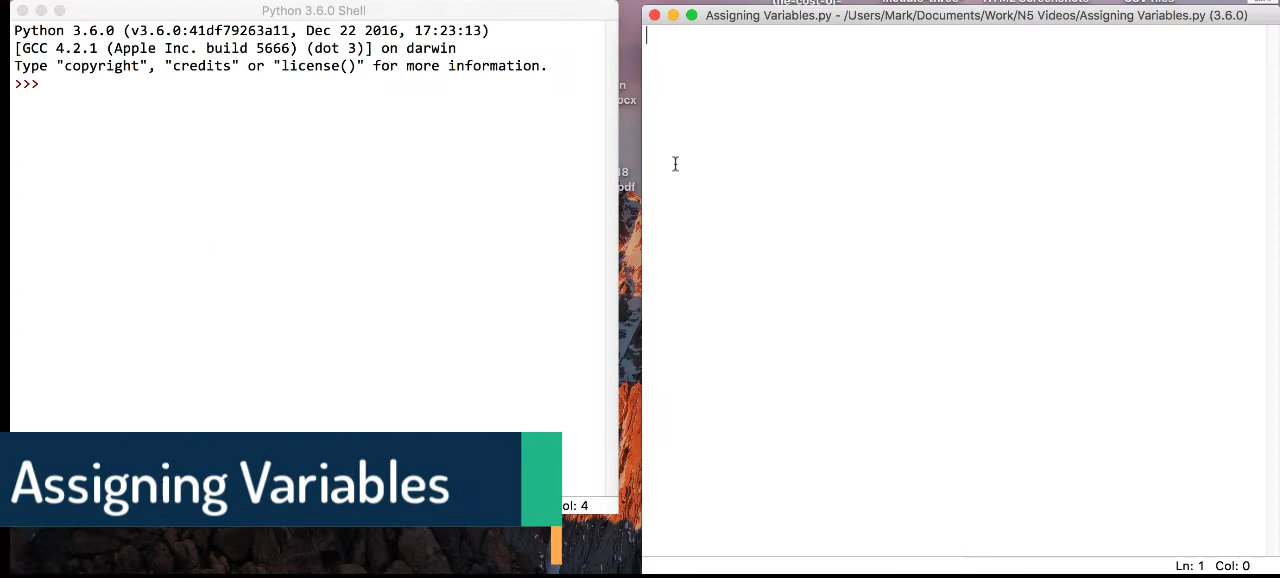 Python 3.6.0 Shell
Python 3.6.0 (v3.6.0:41df79263a11, Dec 22 2016, 17:23:13)
[GCC 4.2.1 (Apple Inc. build 5666) (dot 3)] on darwin
Type "copyright", "credits" or "license()" for more information.
>>>
Assigning Variables.py - /Users/Mark/Documents/Work/N5 Videos/Assigning Variables.py (3.6.0)
Assigning Variables
ol: 4
Ln: 1 Col: 0